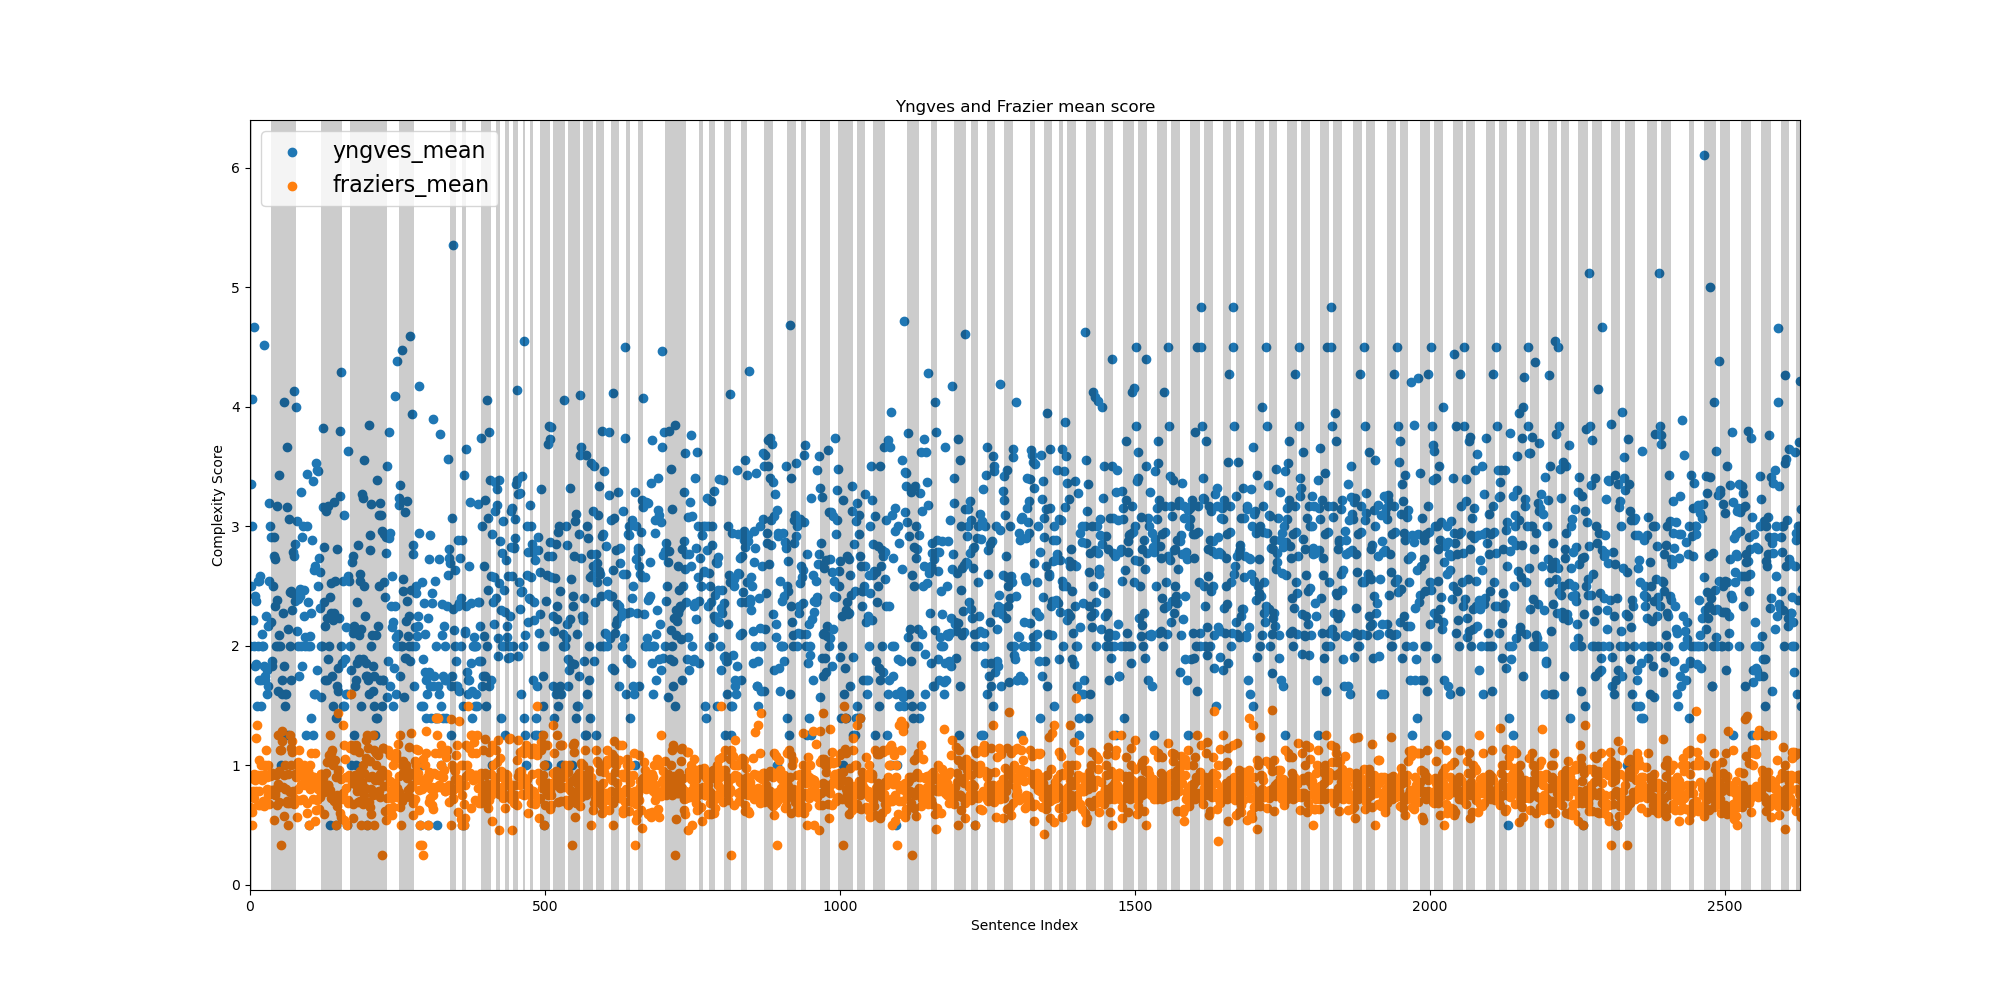 Yngves and Frazier mean score
yngves_mean
fraziers_mean
6
5
4
3
2
1
0
Complexity Score
0 500 1000 1500 2000 2500
Sentence Index